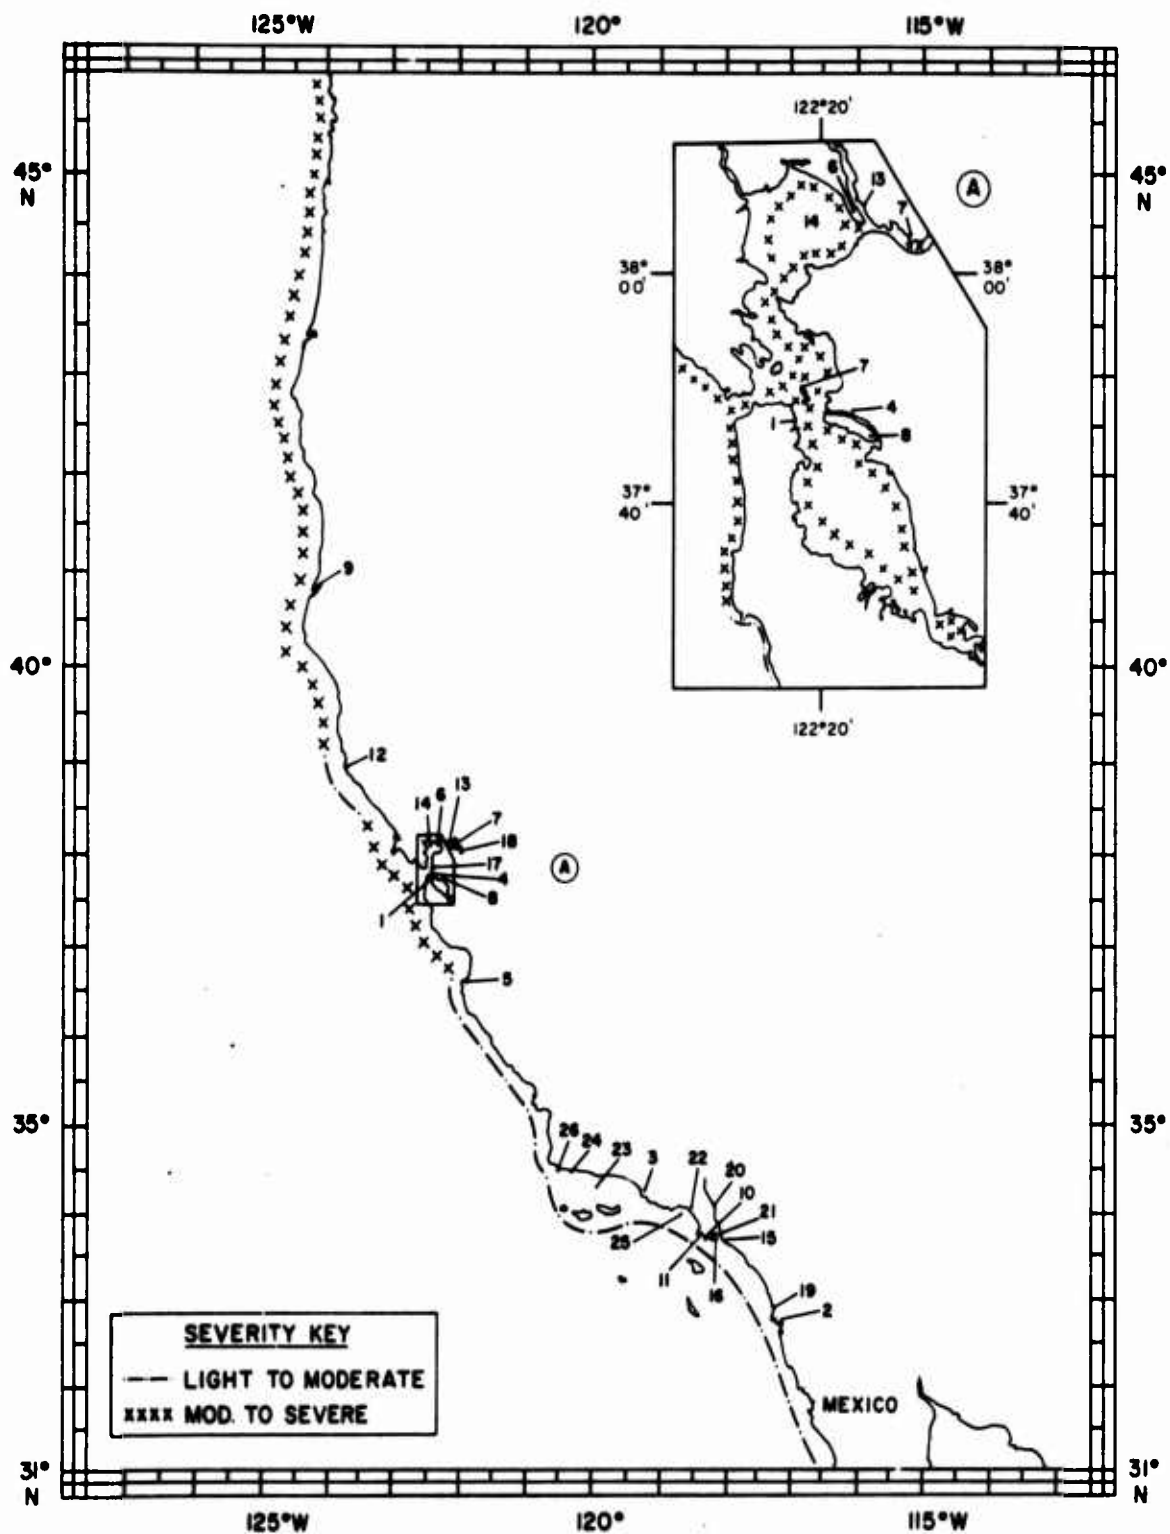 125°W 120° 115°W
122°20'
A
6 13
45° N 45° N
7
14
38° 00' 38° 00'
7
4
1
8
37° 40' 37° 40'
9
40° 40°
122°20'
12
14 6 13
7
18
A
17
4
8
1
5
35° 35°
26 24 23 3 22 20
10
21
25 15
11 16
19
2
SEVERITY KEY
—·— LIGHT TO MODERATE
xxxx MOD. TO SEVERE
MEXICO
31° N 31° N
125°W 120° 115°W